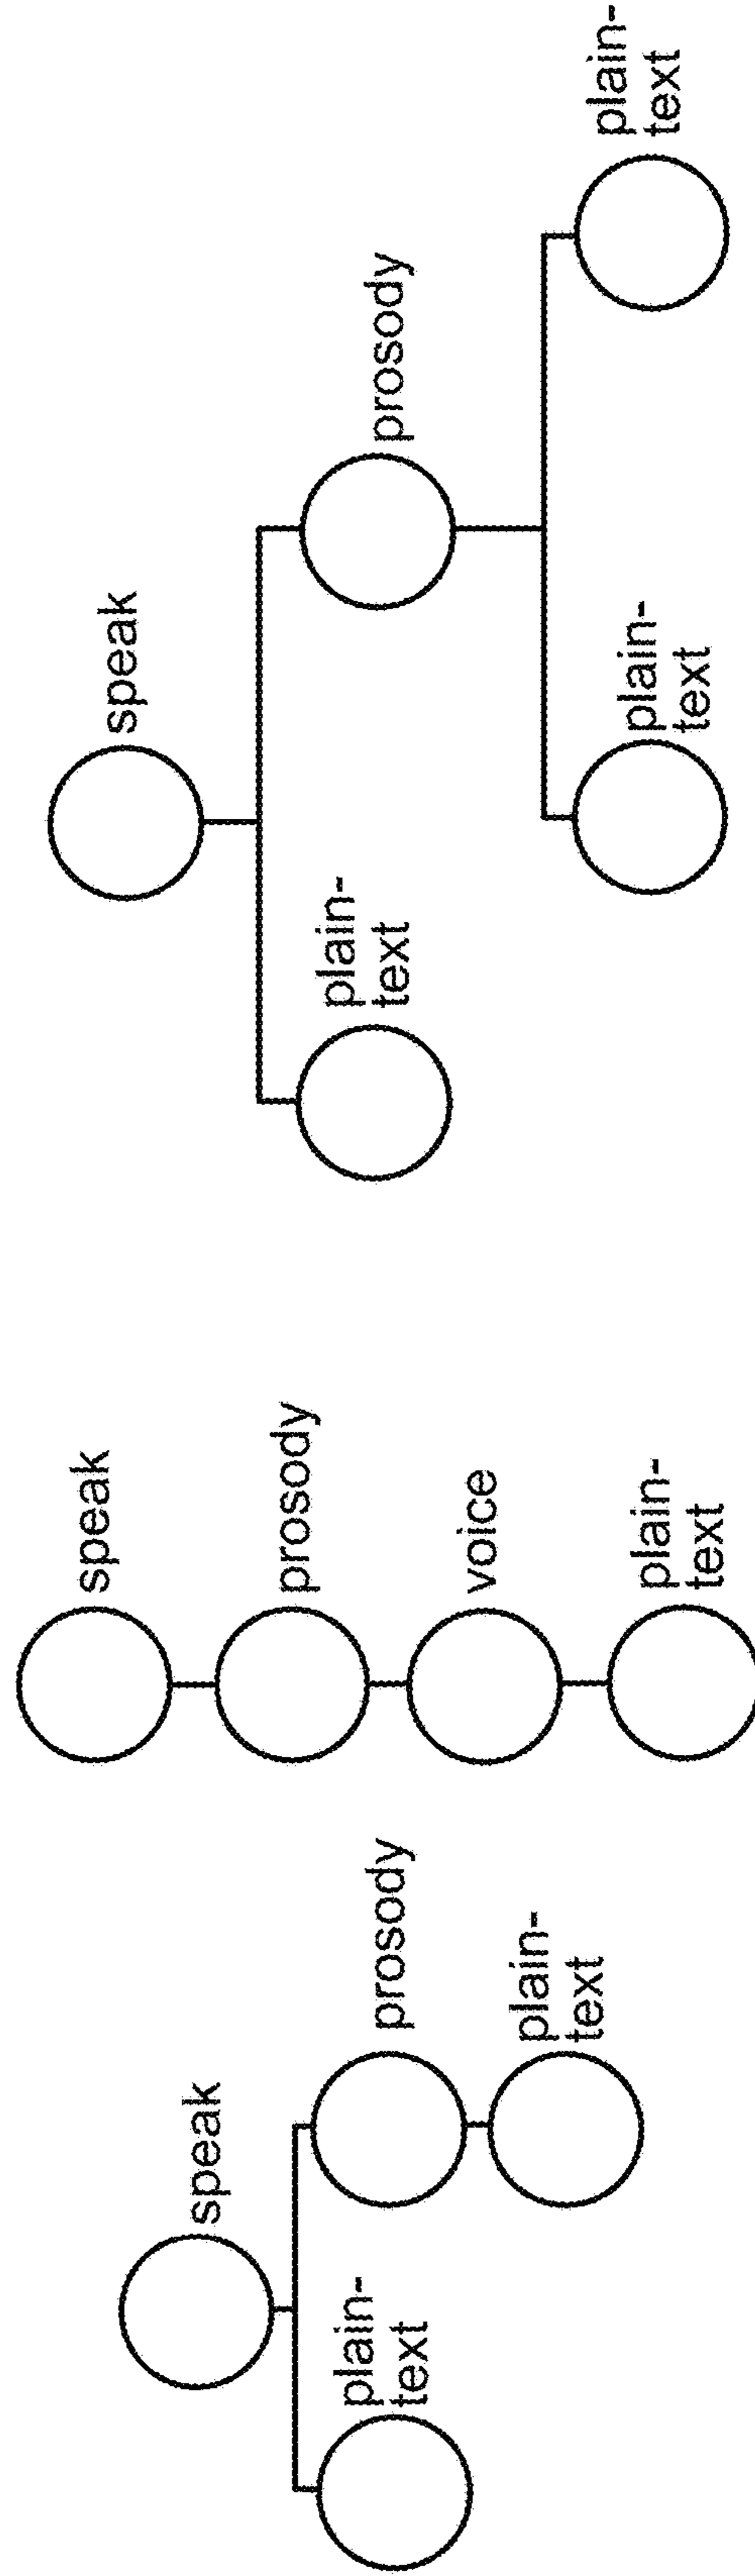 speak
plain-
text
prosody
plain-
text
speak
prosody
voice
plain-
text
speak
plain-
text
prosody
plain-
text
plain-
text